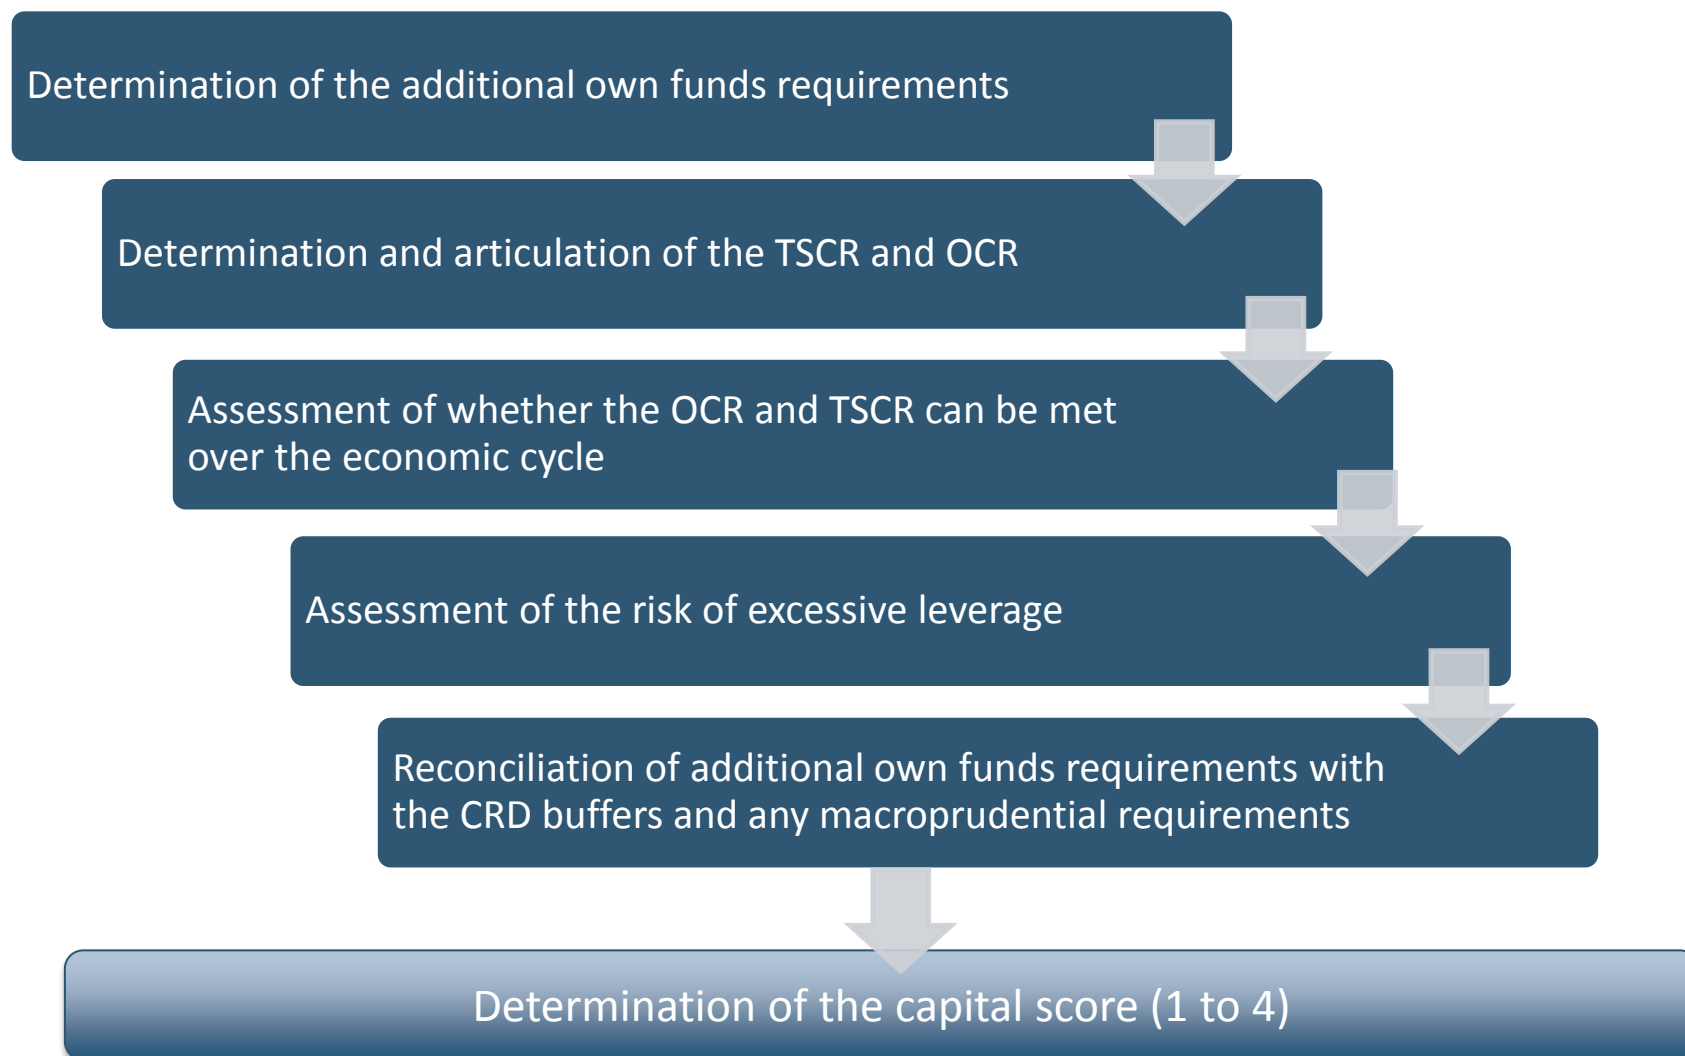 Determination of the additional own funds requirements
Determination and articulation of the TSCR and OCR
Assessment of whether the OCR and TSCR can be met
over the economic cycle
Assessment of the risk of excessive leverage
Reconciliation of additional own funds requirements with
the CRD buffers and any macroprudential requirements
Determination of the capital score (1 to 4)